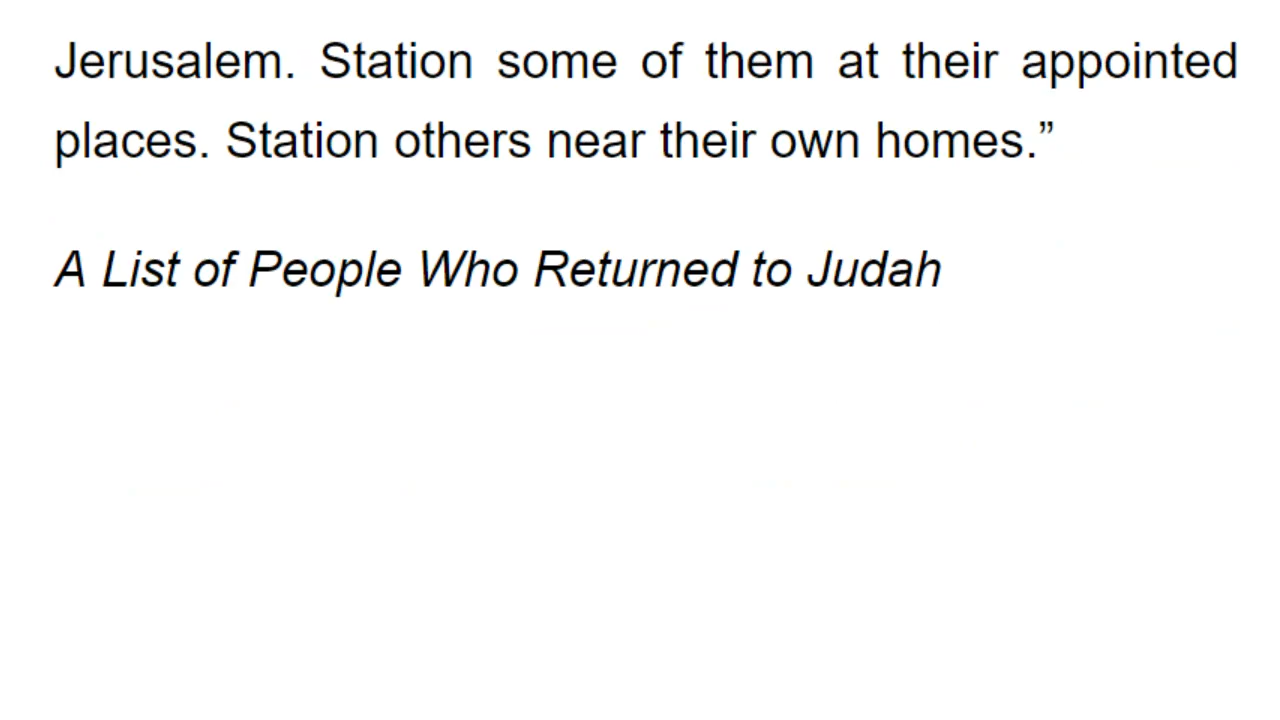 Jerusalem. Station some of them at their appointed
places. Station others near their own homes.”
A List of People Who Returned to Judah